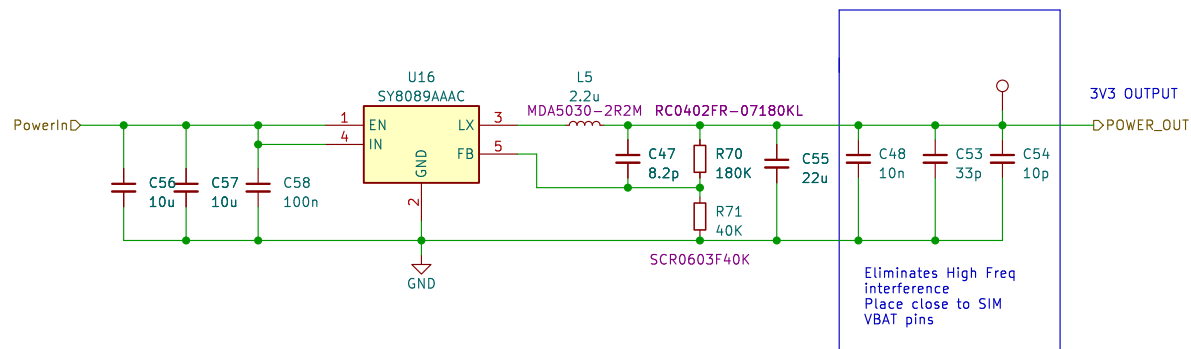 U16
SY8089AAAC
L5
2.2u
MDA5030-2R2M
RC0402FR-07180KL
3V3 OUTPUT
PowerIn
1
EN
4
IN
LX
3
FB
5
GND
2
POWER_OUT
C56
10u
C57
10u
C58
100n
C47
8.2p
R70
180K
C55
22u
C48
10n
C53
33p
C54
10p
R71
40K
SCR0603F40K
GND
Eliminates High Freq
interference
Place close to SIM
VBAT pins